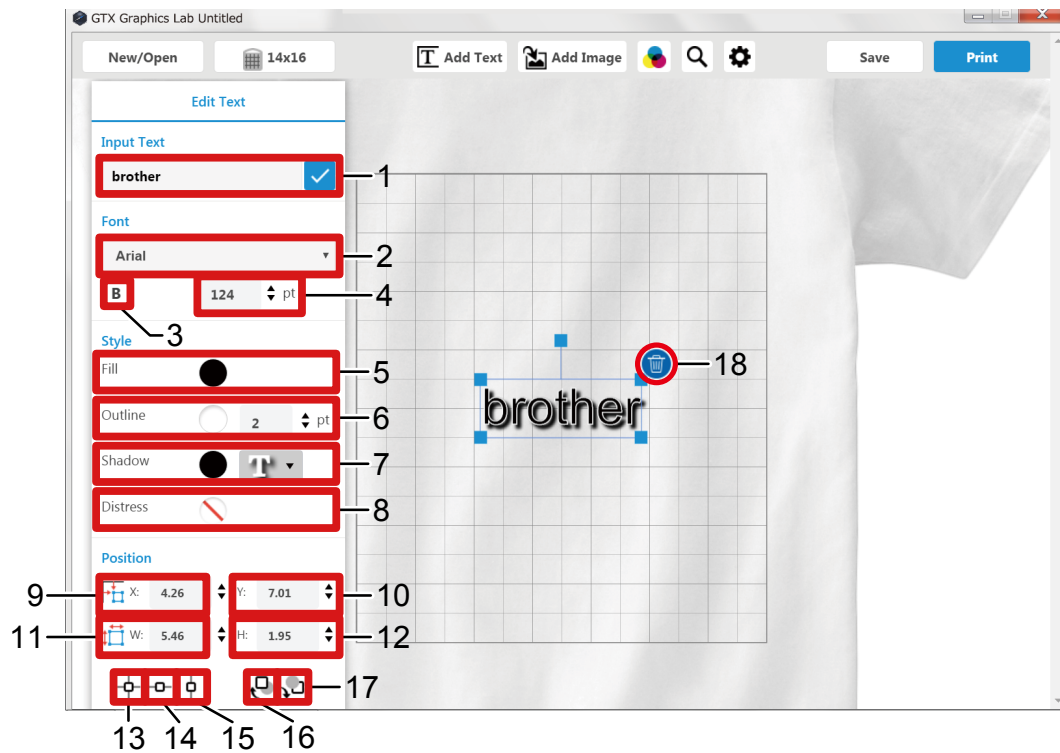 GTX Graphics Lab Untitled
X
New/Open
14x16
T Add Text
Add Image
Save
Print
Edit Text
Input Text
brother
1
Font
Arial
2
B
124
pt
4
3
Style
Fill
5
Outline
2
pt
6
Shadow
T
7
Distress
8
Position
9
X:
4.26
Y:
7.01
10
11
W:
5.46
H:
1.95
12
13
14
15
16
17
brother
18